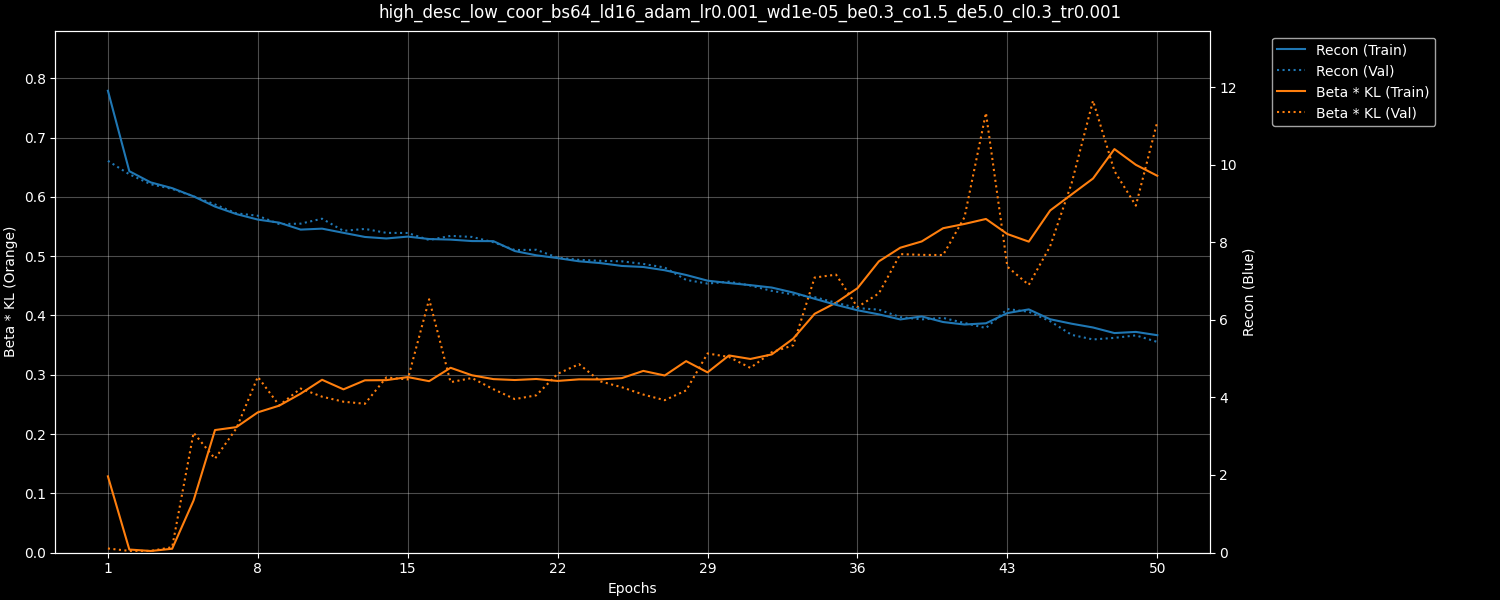 high_desc_low_coor_bs64_ld16_adam_lr0.001_wd1e-05_be0.3_co1.5_de5.0_cl0.3_tr0.001
Recon (Train)
Recon (Val)
Beta * KL (Train)
Beta * KL (Val)
Beta * KL (Orange)
0.8
0.7
0.6
0.5
0.4
0.3
0.2
0.1
0.0
12
10
8
6
4
2
0
Recon (Blue)
1 8 15 22 29 36 43 50
Epochs